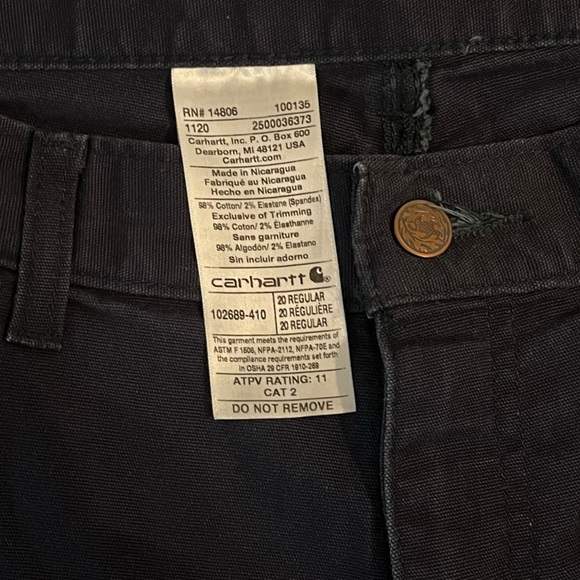 RN# 14806 100135
1120 2500036373
Carhartt, Inc. P. O. Box 600
Dearborn, MI 48121 USA
Carhartt.com
Made in Nicaragua
Fabriqué au Nicaragua
Hecho en Nicaragua
98% Cotton/ 2% Elastane (Spandex)
Exclusive of Trimming
98% Coton/ 2% Élasthanne
Sans garniture
98% Algodón/ 2% Elastano
Sin incluir adorno
carhartt
102689-410
20 REGULAR
20 RÉGULIÈRE
20 REGULAR
This garment meets the requirements of
ASTM F 1506, NFPA-2112, NFPA-70E and
the compliance requirements set forth
in OSHA 29 CFR 1910-269
ATPV RATING: 11
CAT 2
DO NOT REMOVE